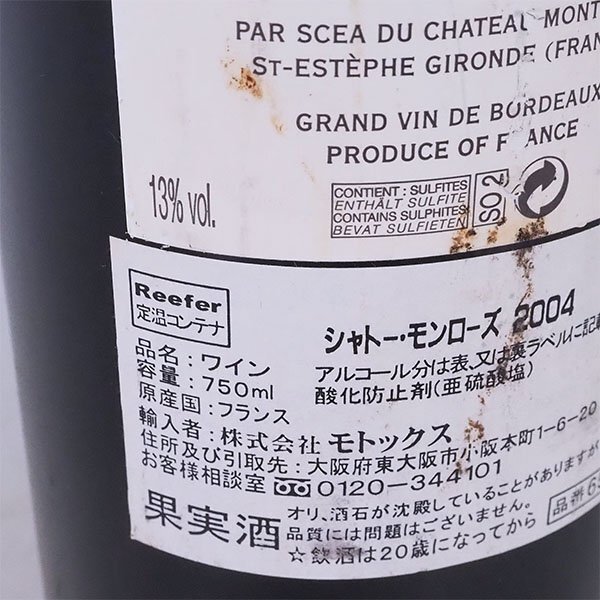 PAR SCEA DU CHATEAU MONT
ST-ESTÈPHE GIRONDE (FRAN
GRAND VIN DE BORDEAUX
PRODUCE OF FRANCE
13% vol.
CONTIENT : SULFITES
ENTHÄLT SULFITE
CONTAINS SULPHITES
BEVAT SULFIETEN
SO2
Reefer
定温コンテナ
シャトー・モンローズ 2004
品名：ワイン
アルコール分は表、又は裏ラベルに記載
容量：750ml
酸化防止剤(亜硫酸塩)
原産国：フランス
輸入者：株式会社 モトックス
住所及び引取先：大阪府東大阪市小阪本町1-6-20
お客様相談室 0120-344101
果実酒
オリ、酒石が沈殿していることがありますが
品質には問題はございません。
☆飲酒は20歳になってから
品番 63